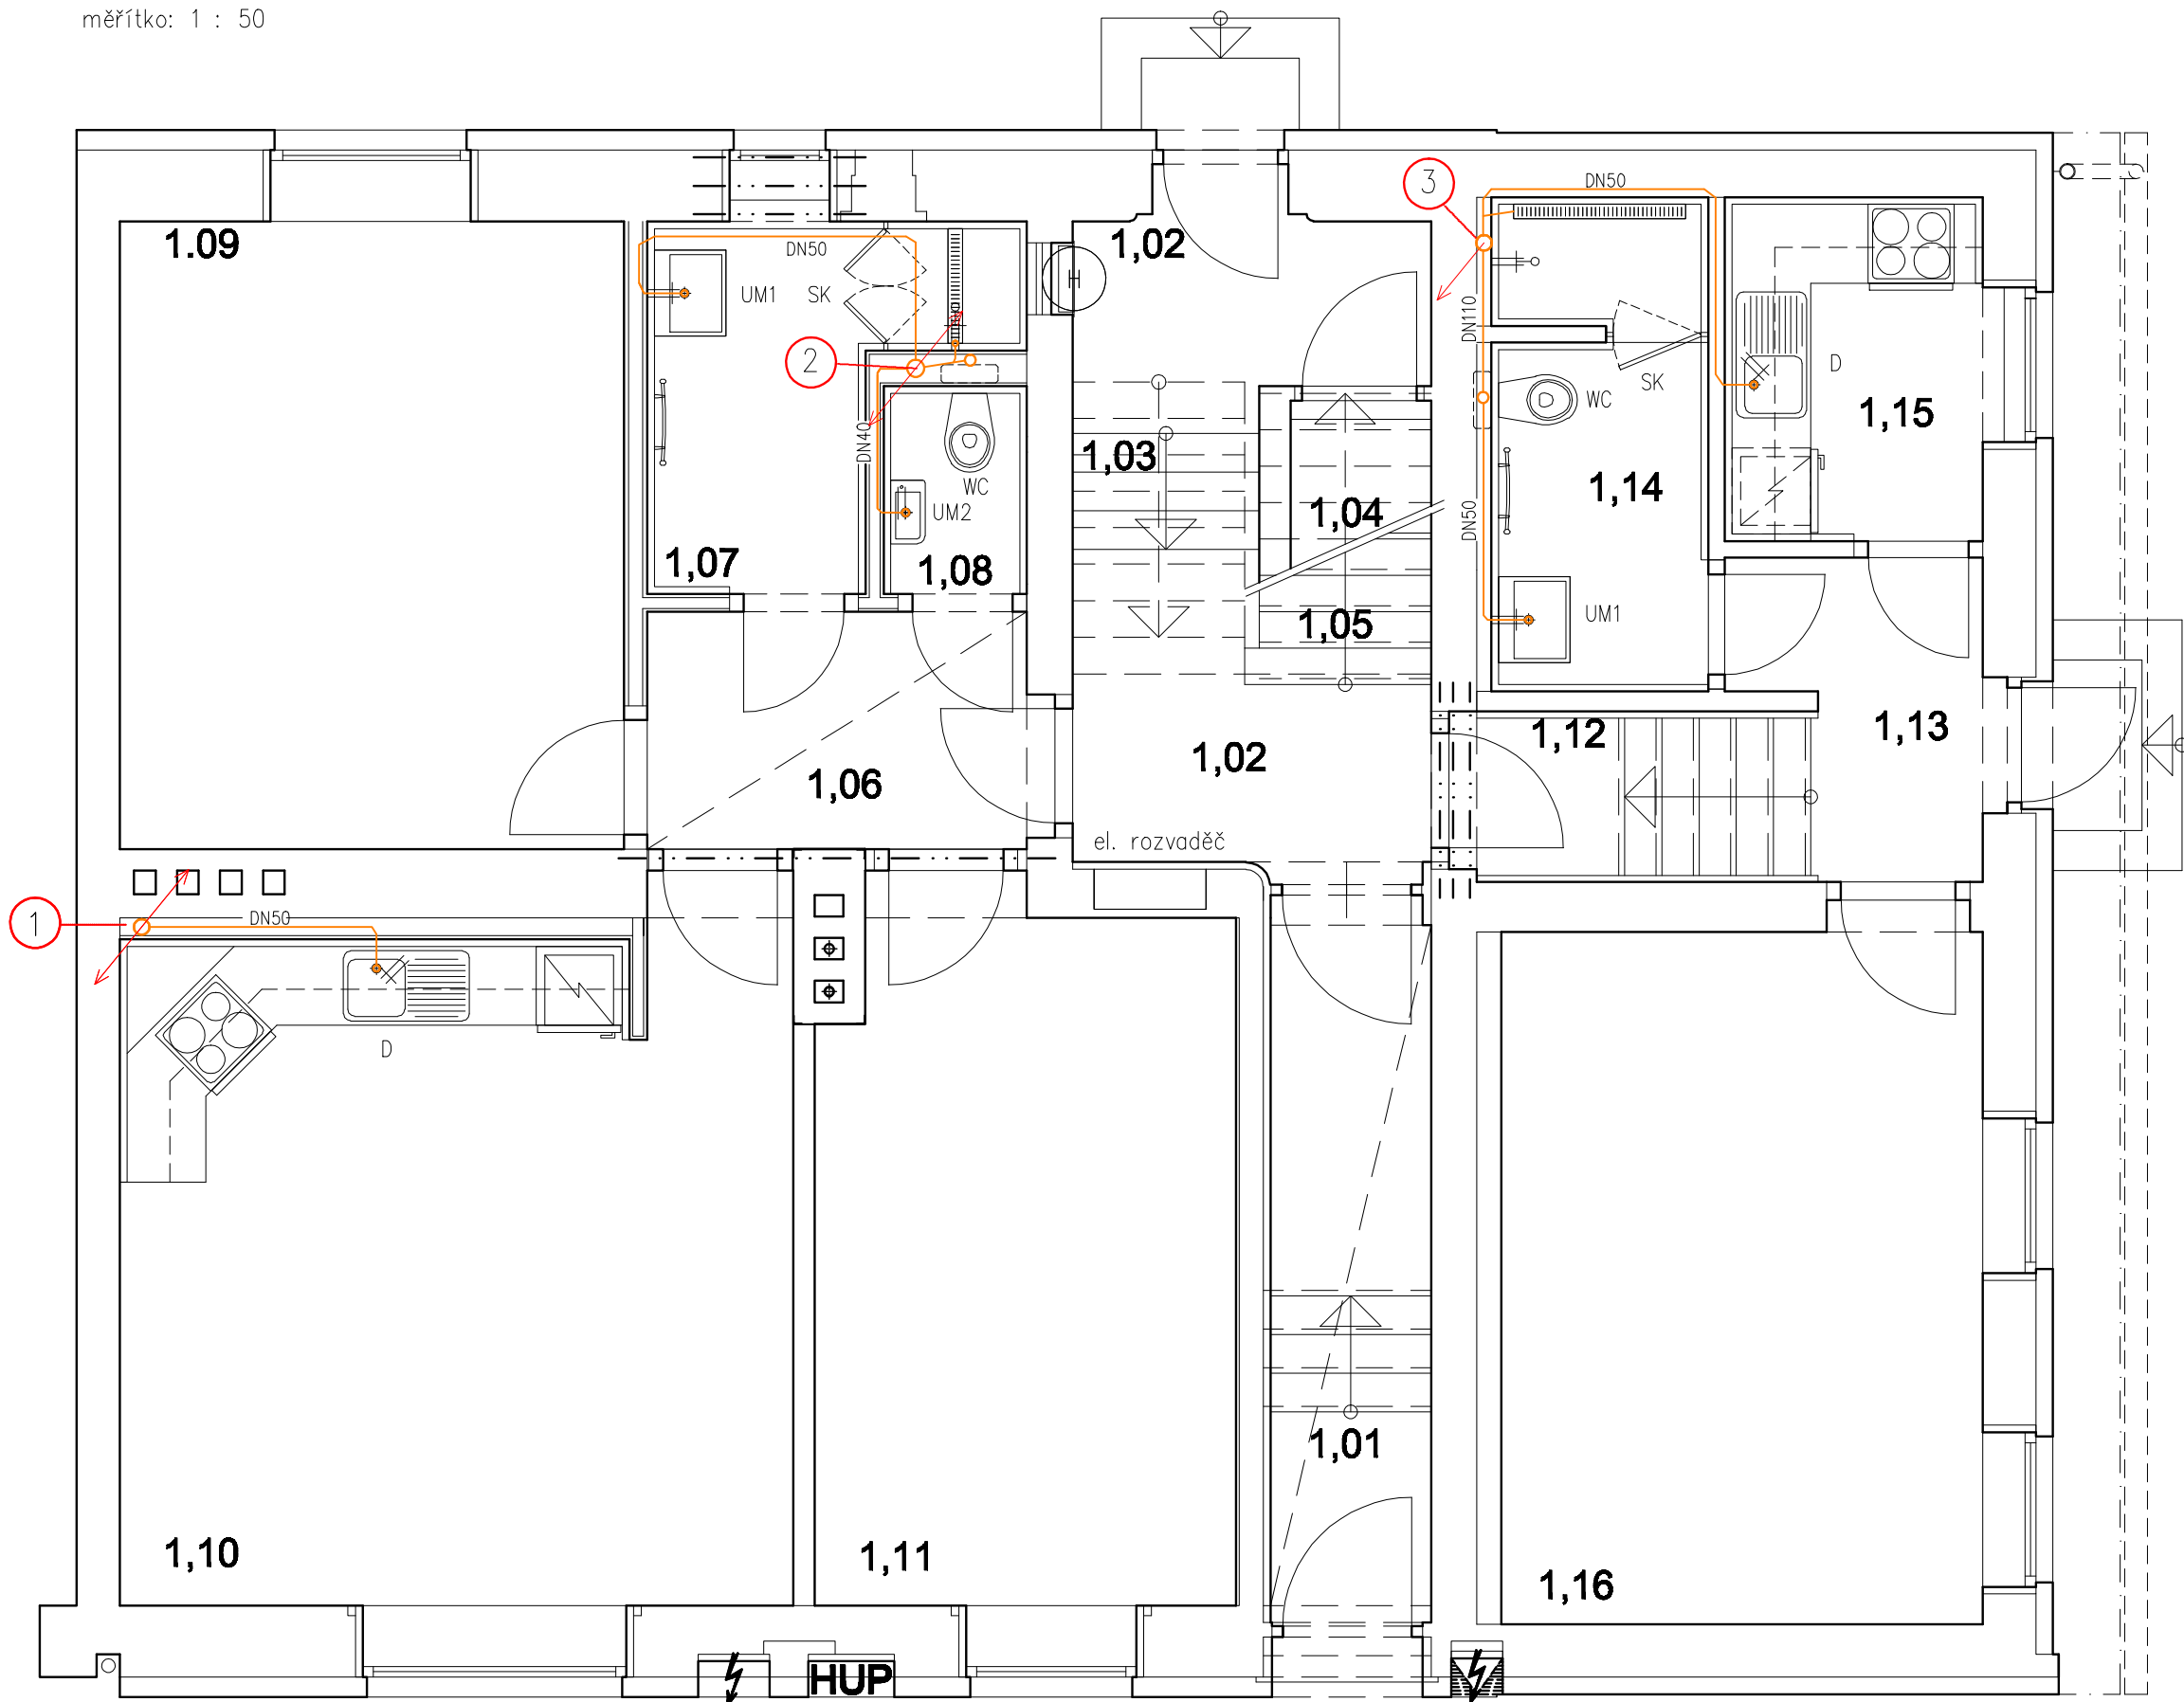 měřítko: 1 : 50
3
DN50
1.09
1,02
DN50
H
UM1
SK
DN110
2
D
SK
WC
1,15
DN40
1,03
WC
1,14
UM2
1,04
DN50
1,07
1,08
1,05
UM1
1,12
1,13
1,02
1,06
el. rozvaděč
1
DN50
D
1,01
1,10
1,11
1,16
HUP